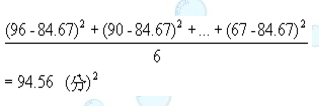 (96 - 84.67)² + (90 - 84.67)² + ... + (67 - 84.67)²
6
= 94.56 (分)²